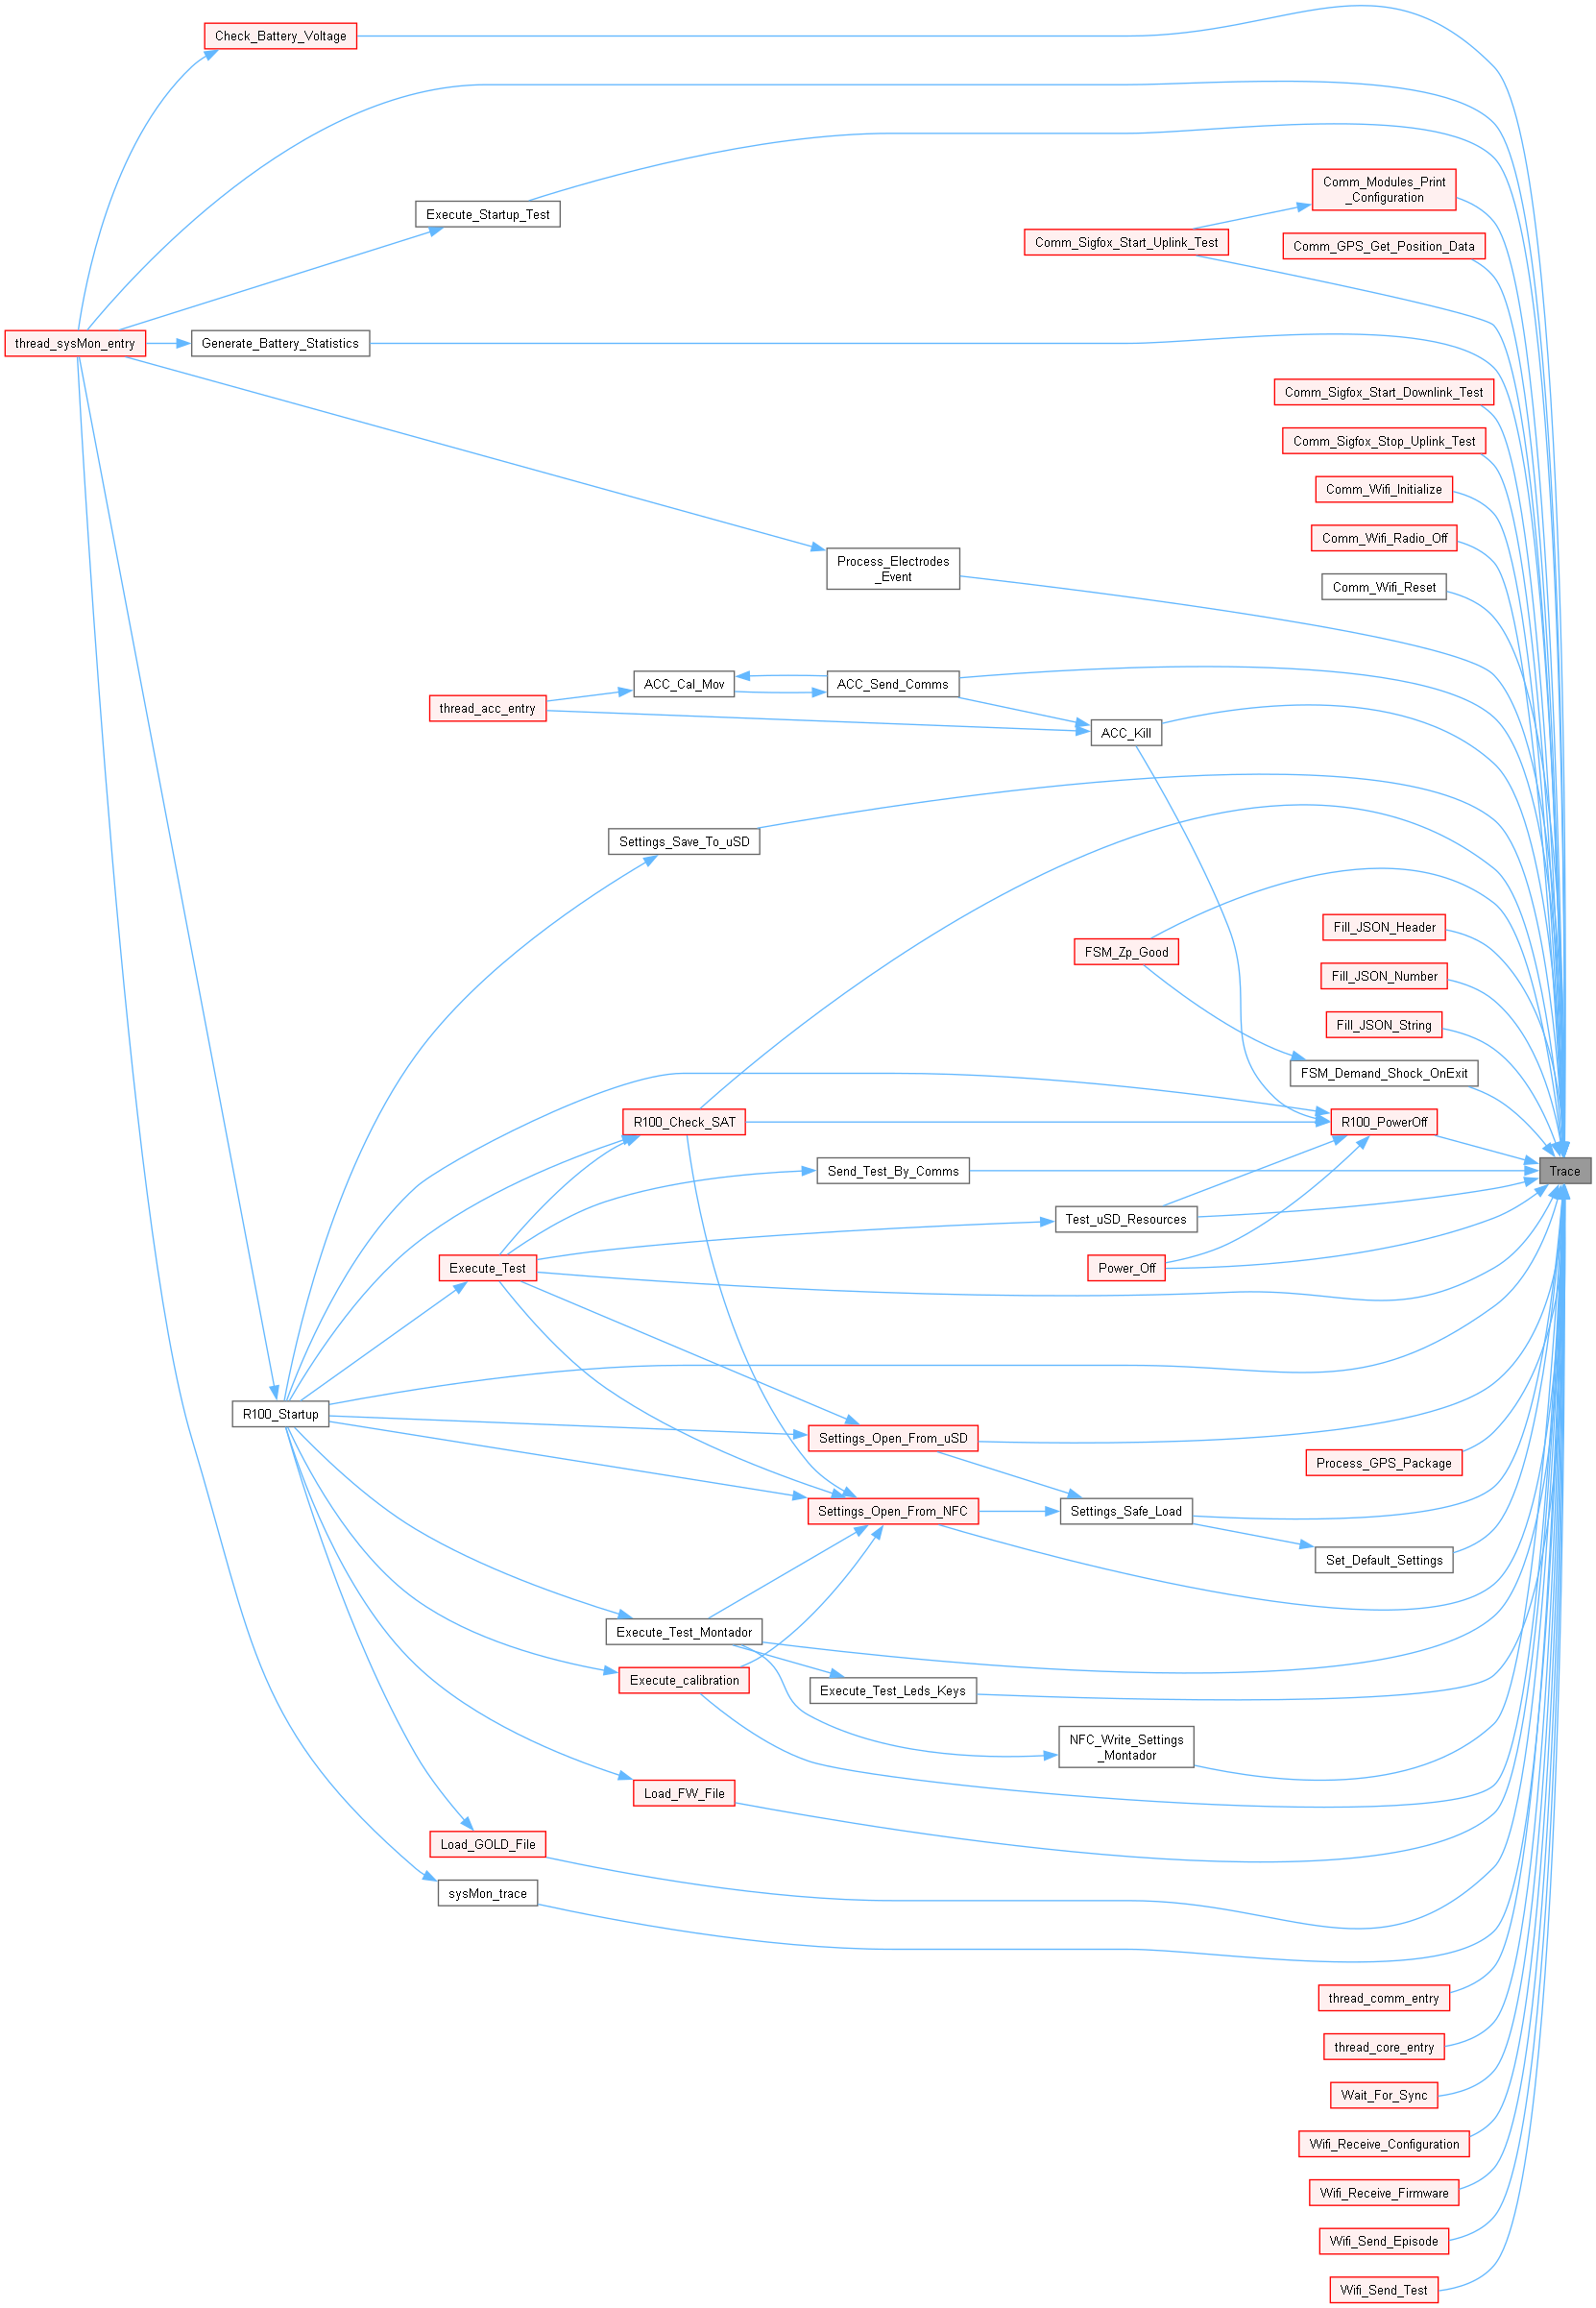 Check_Battery_Voltage
Comm_Modules_Print
_Configuration
Execute_Startup_Test
Comm_Sigfox_Start_Uplink_Test
Comm_GPS_Get_Position_Data
thread_sysMon_entry
Generate_Battery_Statistics
Comm_Sigfox_Start_Downlink_Test
Comm_Sigfox_Stop_Uplink_Test
Comm_Wifi_Initialize
Comm_Wifi_Radio_Off
Process_Electrodes
_Event
Comm_Wifi_Reset
ACC_Cal_Mov
ACC_Send_Comms
thread_acc_entry
ACC_Kill
Settings_Save_To_uSD
Fill_JSON_Header
FSM_Zp_Good
Fill_JSON_Number
Fill_JSON_String
FSM_Demand_Shock_OnExit
R100_Check_SAT
R100_PowerOff
Send_Test_By_Comms
Trace
Test_uSD_Resources
Execute_Test
Power_Off
R100_Startup
Settings_Open_From_uSD
Process_GPS_Package
Settings_Open_From_NFC
Settings_Safe_Load
Set_Default_Settings
Execute_Test_Montador
Execute_calibration
Execute_Test_Leds_Keys
NFC_Write_Settings
_Montador
Load_FW_File
Load_GOLD_File
sysMon_trace
thread_comm_entry
thread_core_entry
Wait_For_Sync
Wifi_Receive_Configuration
Wifi_Receive_Firmware
Wifi_Send_Episode
Wifi_Send_Test